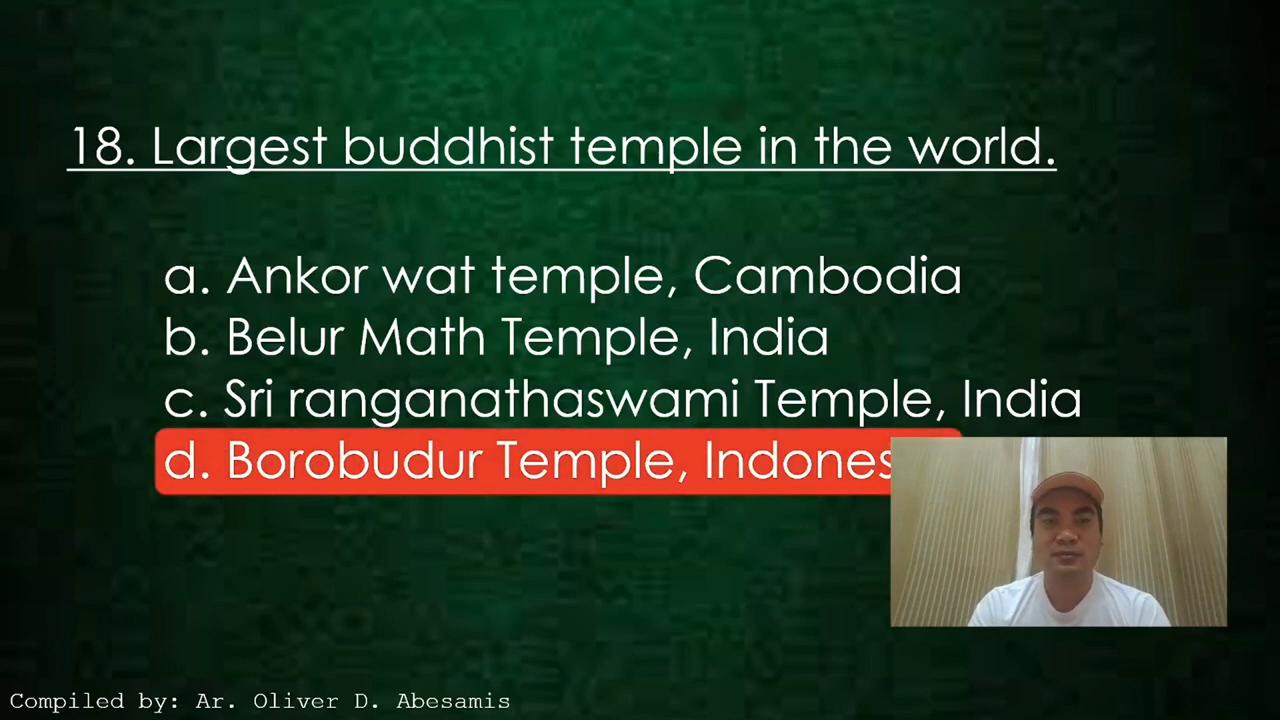 18. Largest buddhist temple in the world.
a. Ankor wat temple, Cambodia
b. Belur Math Temple, India
c. Sri ranganathaswami Temple, India
d. Borobudur Temple, Indones
Compiled by: Ar. Oliver D. Abesamis